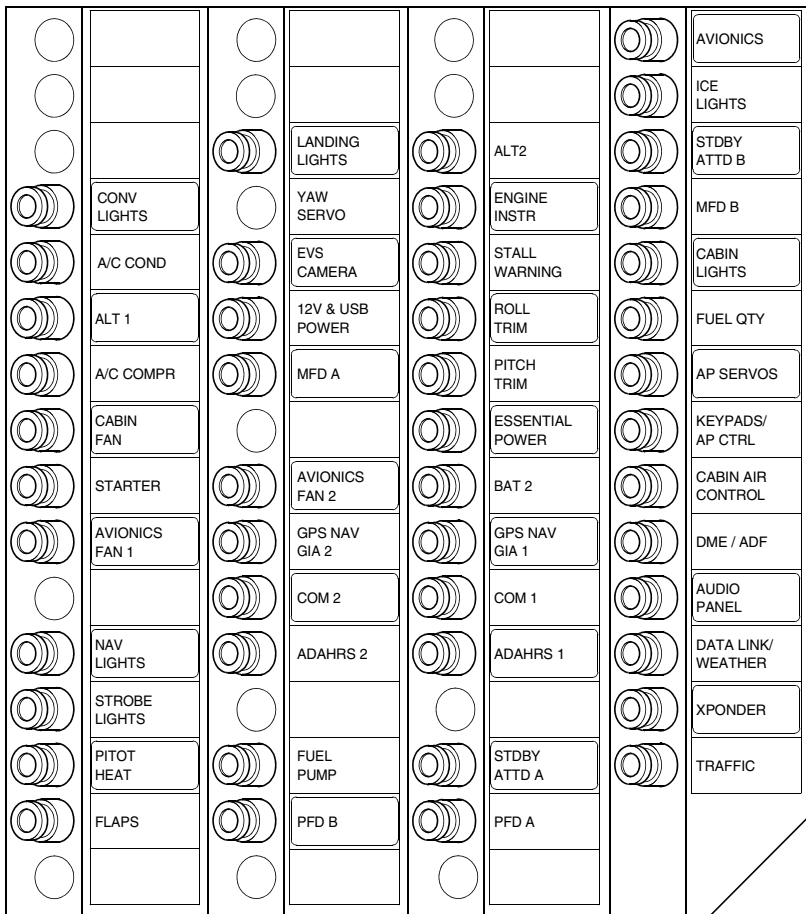 CONV
LIGHTS
A/C COND
ALT 1
A/C COMPR
CABIN
FAN
STARTER
AVIONICS
FAN 1
NAV
LIGHTS
STROBE
LIGHTS
PITOT
HEAT
FLAPS
LANDING
LIGHTS
YAW
SERVO
EVS
CAMERA
12V & USB
POWER
MFD A
AVIONICS
FAN 2
GPS NAV
GIA 2
COM 2
ADAHRS 2
FUEL
PUMP
PFD B
ALT2
ENGINE
INSTR
STALL
WARNING
ROLL
TRIM
PITCH
TRIM
ESSENTIAL
POWER
BAT 2
GPS NAV
GIA 1
COM 1
ADAHRS 1
STDBY
ATTD A
PFD A
AVIONICS
ICE
LIGHTS
STDBY
ATTD B
MFD B
CABIN
LIGHTS
FUEL QTY
AP SERVOS
KEYPADS/
AP CTRL
CABIN AIR
CONTROL
DME / ADF
AUDIO
PANEL
DATA LINK/
WEATHER
XPONDER
TRAFFIC